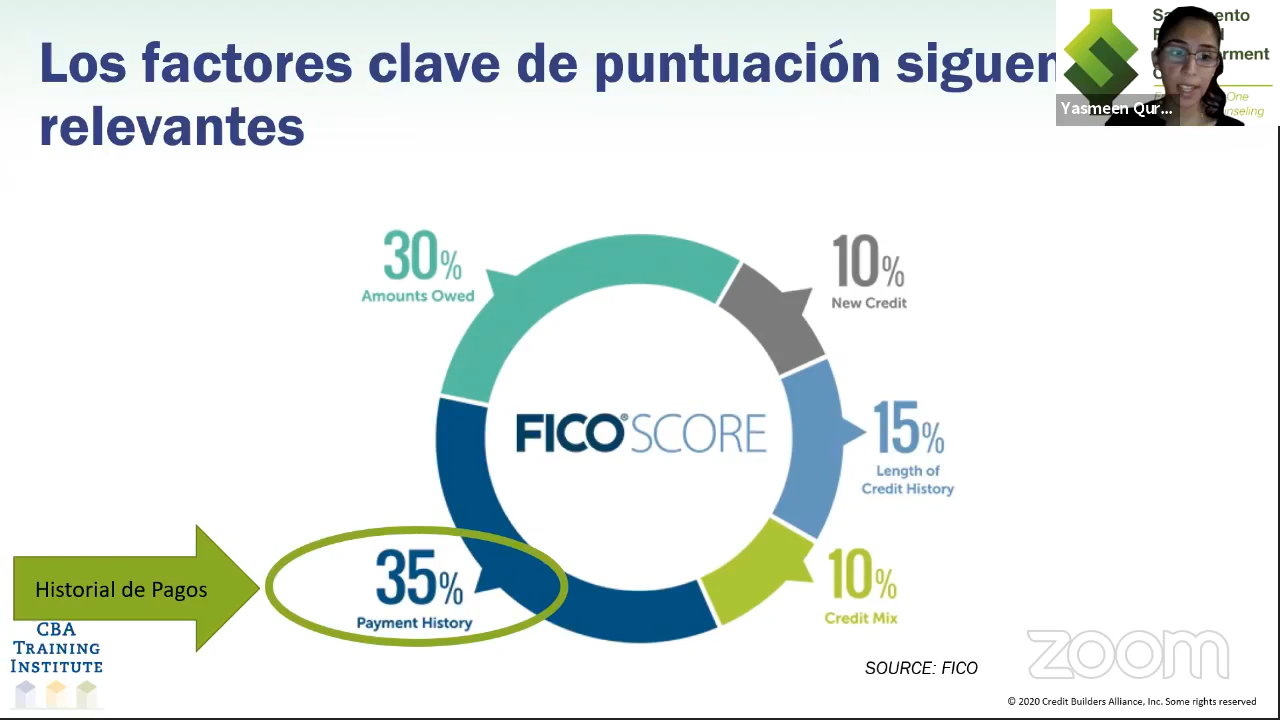 Los factores clave de puntuación siguen
relevantes
Yasmeen Qur...
30%
Amounts Owed
10%
New Credit
FICO® SCORE
15%
Length of
Credit History
Historial de Pagos
35%
Payment History
10%
Credit Mix
CBA
TRAINING
INSTITUTE
SOURCE: FICO
zoom
© 2020 Credit Builders Alliance, Inc. Some rights reserved